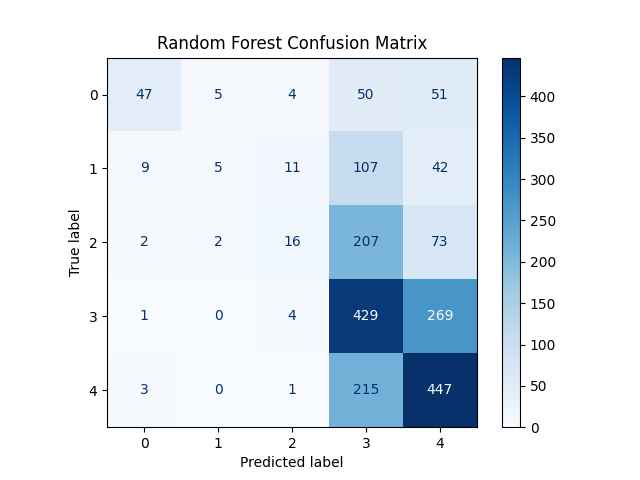 Random Forest Confusion Matrix
True label
0 47 5 4 50 51
1 9 5 11 107 42
2 2 2 16 207 73
3 1 0 4 429 269
4 3 0 1 215 447
0 1 2 3 4
Predicted label
400
350
300
250
200
150
100
50
0